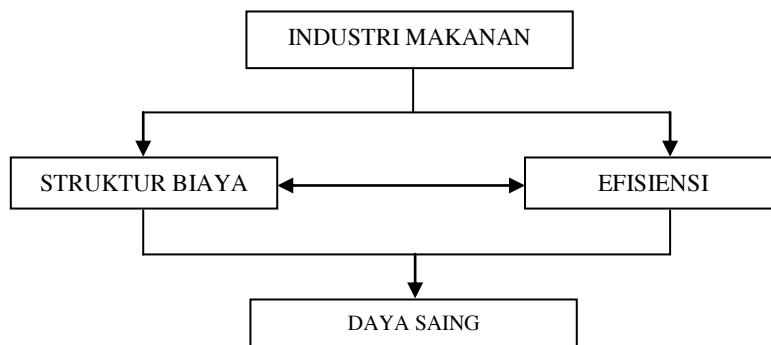 INDUSTRI MAKANAN
STRUKTUR BIAYA
EFISIENSI
DAYA SAING